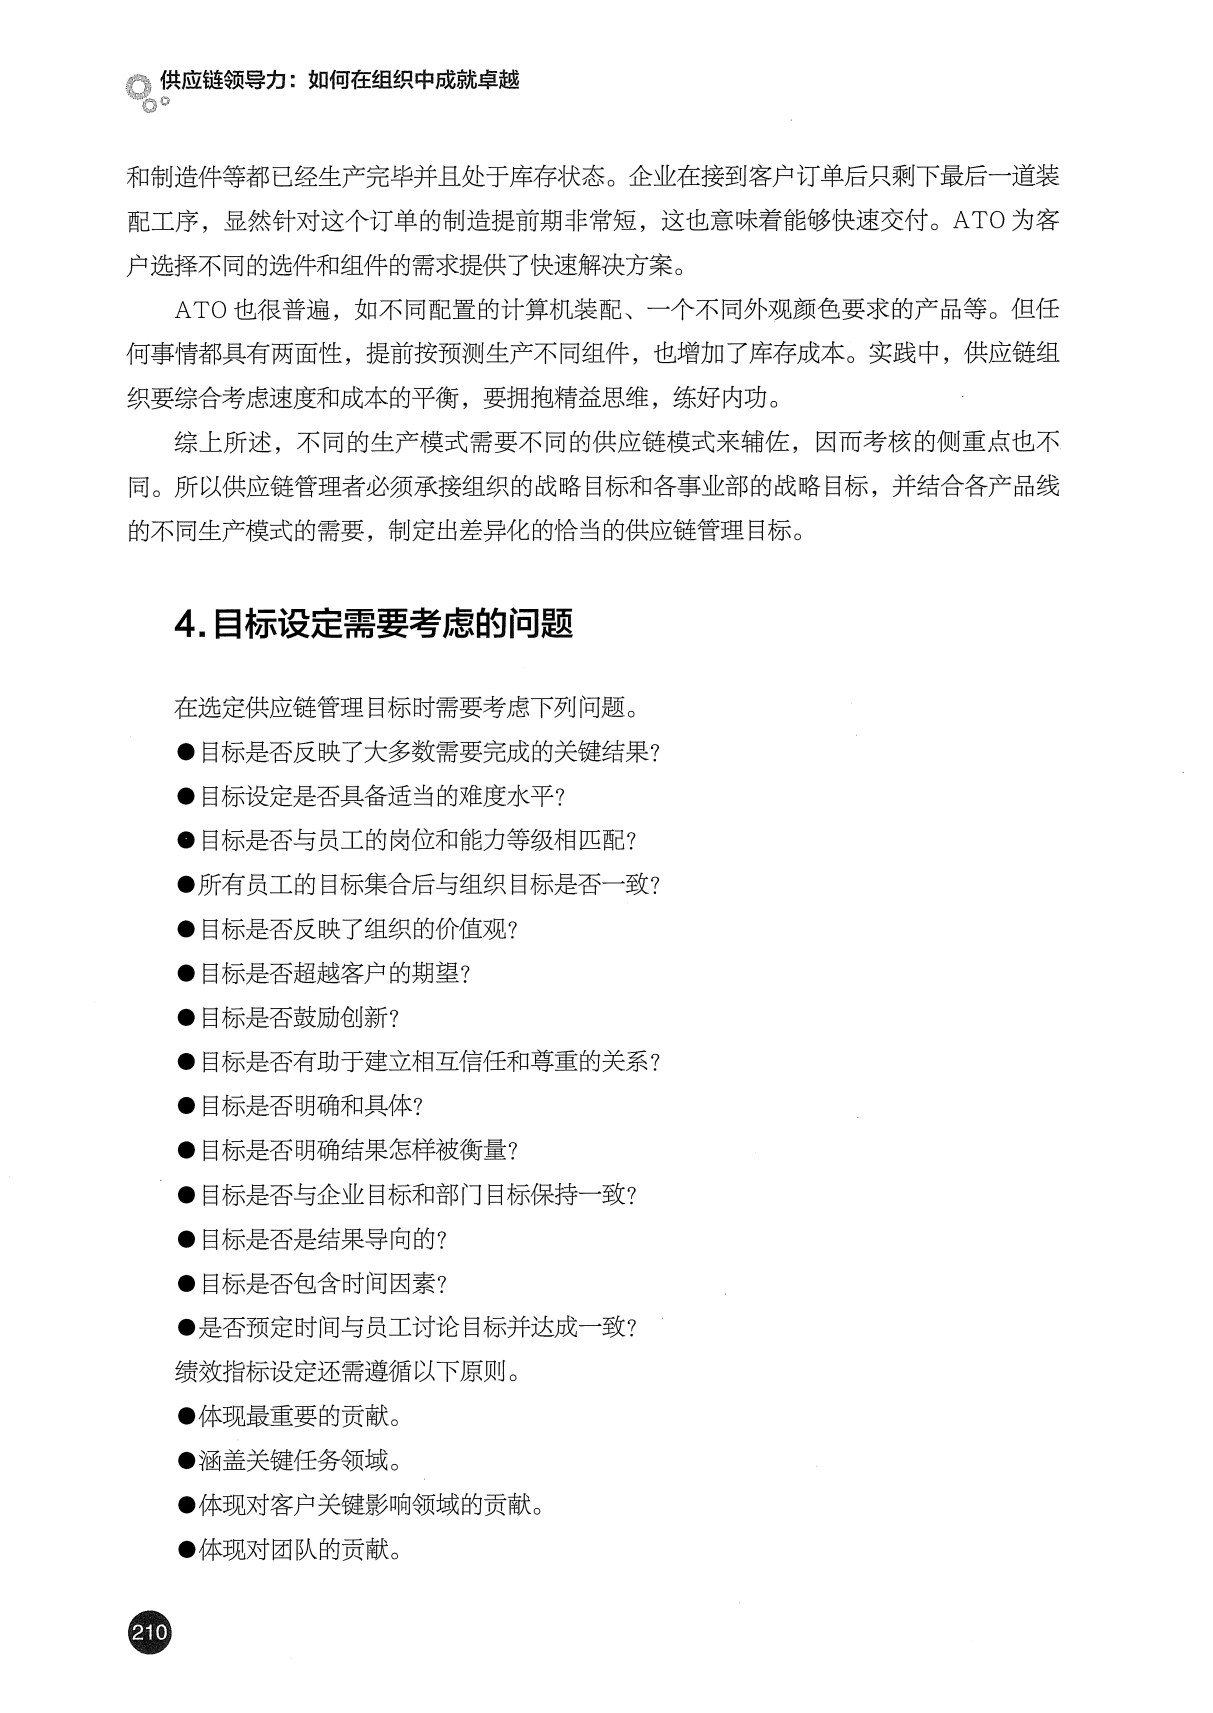 供应链领导力：如何在组织中成就卓越
和制造件等都已经生产完毕并且处于库存状态。企业在接到客户订单后只剩下最后一道装
配工序，显然针对这个订单的制造提前期非常短，这也意味着能够快速交付。ATO 为客
户选择不同的选件和组件的需求提供了快速解决方案。
ATO 也很普遍，如不同配置的计算机装配、一个不同外观颜色要求的产品等。但任
何事情都具有两面性，提前按预测生产不同组件，也增加了库存成本。实践中，供应链组
织要综合考虑速度和成本的平衡，要拥抱精益思维，练好内功。
综上所述，不同的生产模式需要不同的供应链模式来辅佐，因而考核的侧重点也不
同。所以供应链管理者必须承接组织的战略目标和各事业部的战略目标，并结合各产品线
的不同生产模式的需要，制定出差异化的恰当的供应链管理目标。
4.目标设定需要考虑的问题
在选定供应链管理目标时需要考虑下列问题。
●目标是否反映了大多数需要完成的关键结果?
●目标设定是否具备适当的难度水平?
●目标是否与员工的岗位和能力等级相匹配?
●所有员工的目标集合后与组织目标是否一致?
●目标是否反映了组织的价值观?
●目标是否超越客户的期望?
●目标是否鼓励创新?
●目标是否有助于建立相互信任和尊重的关系?
●目标是否明确和具体?
●目标是否明确结果怎样被衡量?
●目标是否与企业目标和部门目标保持一致?
●目标是否是结果导向的?
●目标是否包含时间因素?
●是否预定时间与员工讨论目标并达成一致?
绩效指标设定还需遵循以下原则。
●体现最重要的贡献。
●涵盖关键任务领域。
●体现对客户关键影响领域的贡献。
●体现对团队的贡献。
210